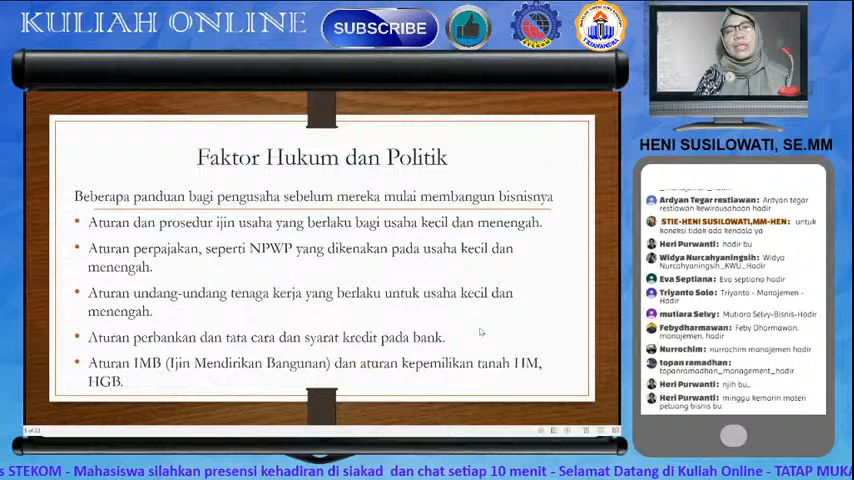 KULIAH ONLINE
SUBSCRIBE
STEKOM
HENI SUSILOWATI, SE.MM
Faktor Hukum dan Politik
Beberapa panduan bagi pengusaha sebelum mereka mulai membangun bisnisnya
• Aturan dan prosedur ijin usaha yang berlaku bagi usaha kecil dan menengah.
• Aturan perpajakan, seperti NPWP yang dikenakan pada usaha kecil dan
menengah.
• Aturan undang-undang tenaga kerja yang berlaku untuk usaha kecil dan
menengah.
• Aturan perbankan dan tata cara dan syarat kredit pada bank.
• Aturan IMB (Ijin Mendirikan Bangunan) dan aturan kepemilikan tanah HM,
HGB.
of 22
Ardyan Tegar restiawan: Ardyan tegar
restiawan kewirausahaan hadir
STIE-HENI SUSILOWATI,MM-HEN: untuk
koneksi tidak ada kendala ya
Heri Purwanti: hadir bu
Widya Nurcahyaningsih: Widya
Nurcahyaningsih_KWU_Hadir
Eva Septiana: Eva septiana hadir
Triyanto Solo: Triyanto - Manajemen -
Hadir
mutiara Selvy: Mutiara Selvy-Bisnis-Hadir
Febydharmawan: Feby Dharmawan,
manajemen, hadir
Nurrochim: nurrochim manajemen hadir
topan ramadhan:
topanramadhan_management_hadir
Heri Purwanti: njih bu,,
Heri Purwanti: minggu kemarin materi
peluang bisnis bu
s STEKOM - Mahasiswa silahkan presensi kehadiran di siakad dan chat setiap 10 menit - Selamat Datang di Kuliah Online - TATAP MUKA